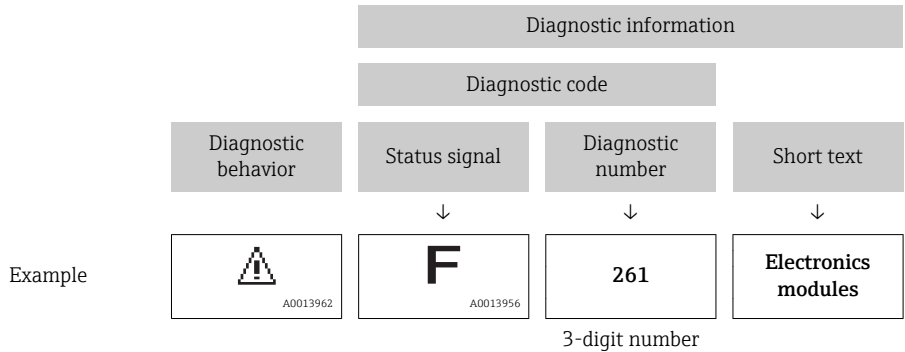 Diagnostic information
Diagnostic code
Diagnostic
behavior
Status signal
Diagnostic
number
Short text
↓ ↓ ↓
Example
A0013962
F
A0013956
261
Electronics
modules
3-digit number